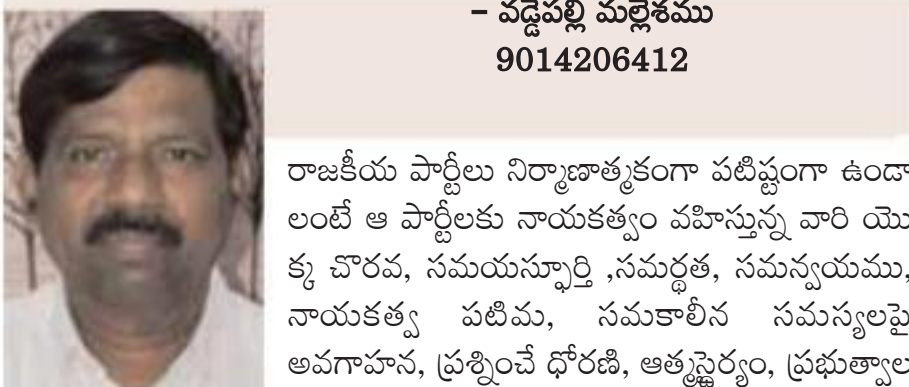 – వడ్డేపల్లి మల్లేశము
9014206412
రాజకీయ పార్టీలు నిర్మాణాత్మకంగా పటిష్టంగా ఉండా
లంటే ఆ పార్టీలకు నాయకత్వం వహిస్తున్న వారి యొ
క్క చొరవ, సమయస్ఫూర్తి ,సమర్థత, సమన్వయము,
నాయకత్వ పటిమ, సమకాలీన సమస్యలపై
అవగాహన, ప్రశ్నించే ధోరణి, ఆత్మస్థైర్యం, ప్రభుత్వాల